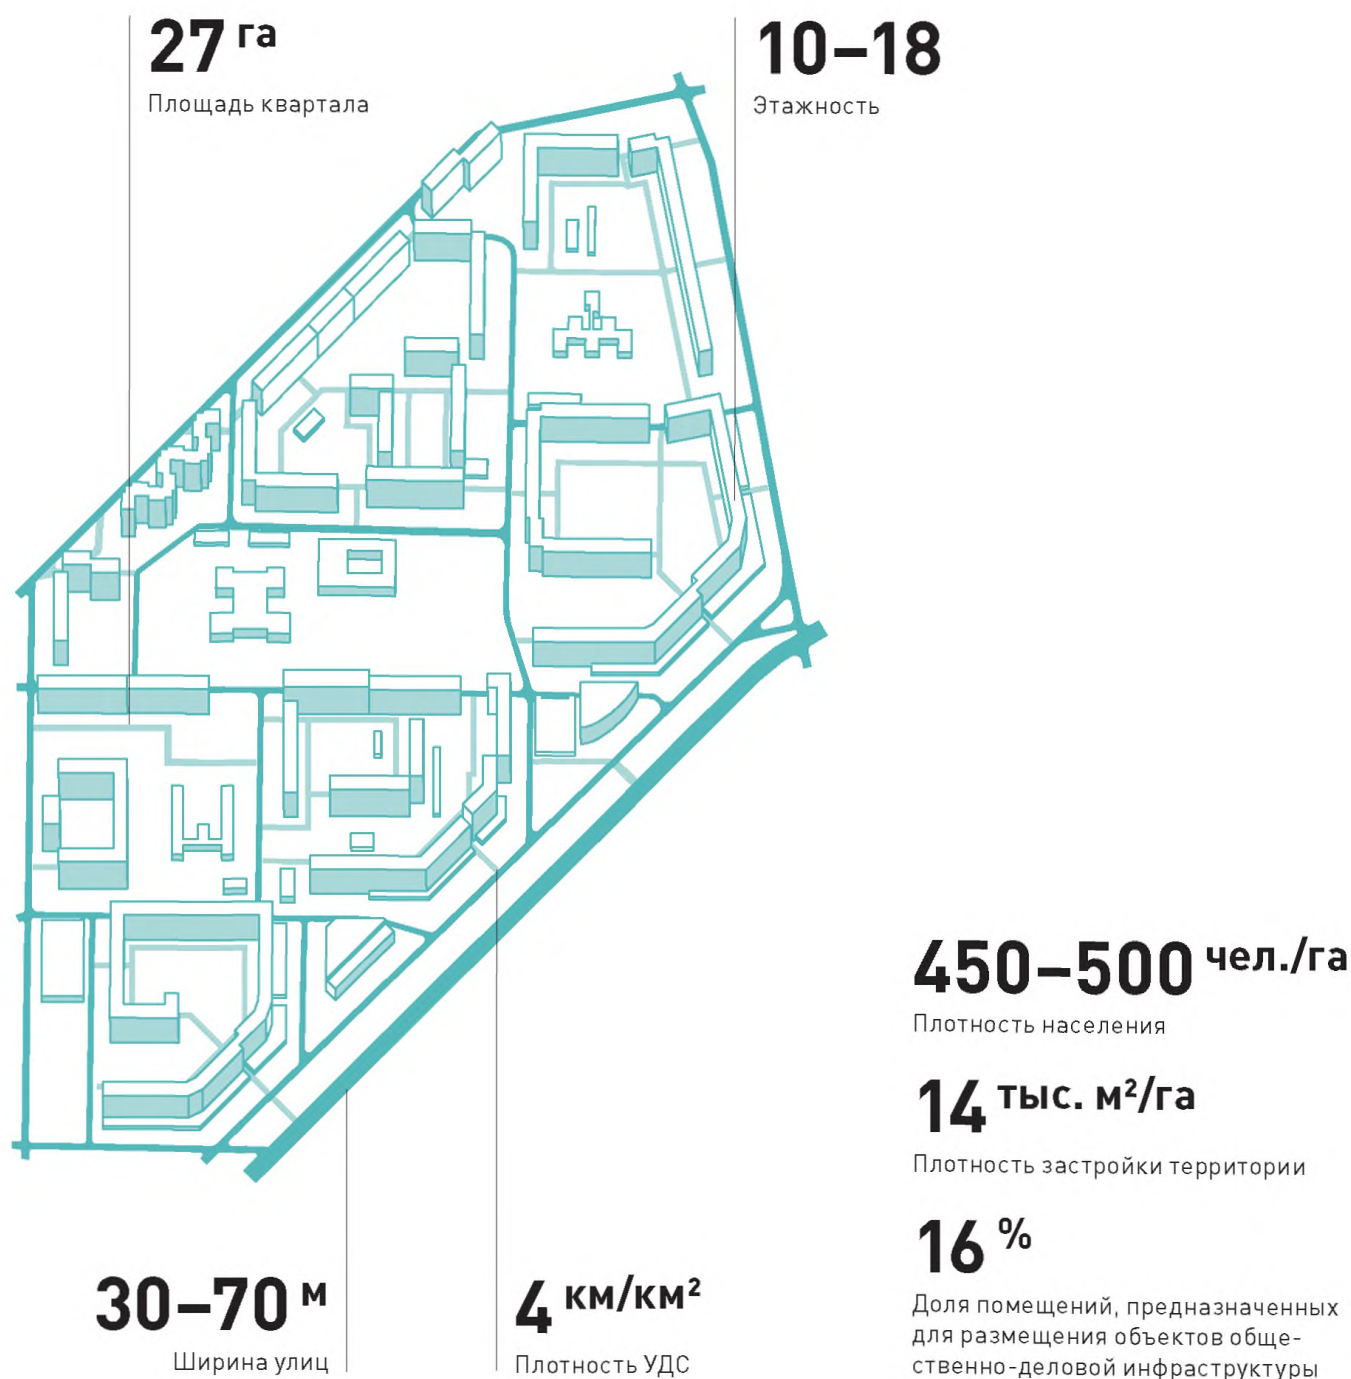 27 га
Площадь квартала
10–18
Этажность
450–500 чел./га
Плотность населения
14 тыс. м²/га
Плотность застройки территории
16 %
Доля помещений, предназначенных
для размещения объектов обще-
ственно-деловой инфраструктуры
30–70 м
Ширина улиц
4 км/км²
Плотность УДС